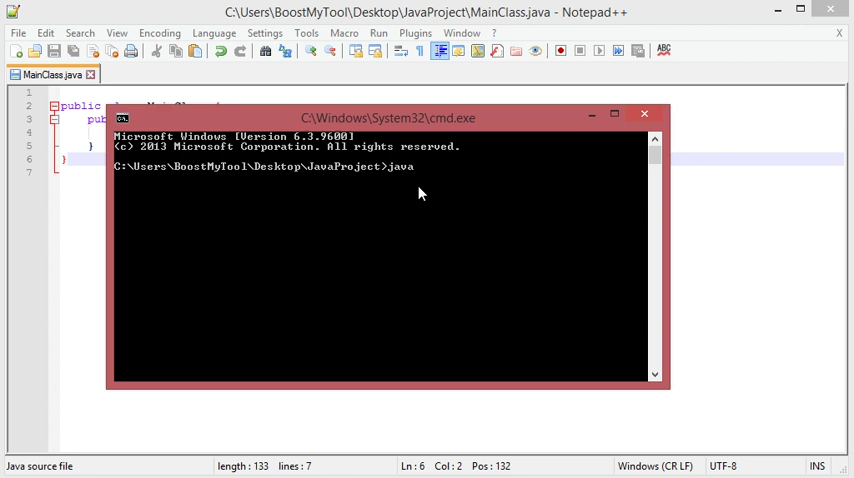 C:\Users\BoostMyTool\Desktop\JavaProject\MainClass.java - Notepad++
File Edit Search View Encoding Language Settings Tools Macro Run Plugins Window ? X
ABC
MainClass.java
1
2 public
3 pub
4
5 }
6 }
7
C:\Windows\System32\cmd.exe
Microsoft Windows [Version 6.3.9600]
(c) 2013 Microsoft Corporation. All rights reserved.
C:\Users\BoostMyTool\Desktop\JavaProject>java
Java source file length : 133 lines : 7 Ln : 6 Col : 2 Pos : 132 Windows (CR LF) UTF-8 INS